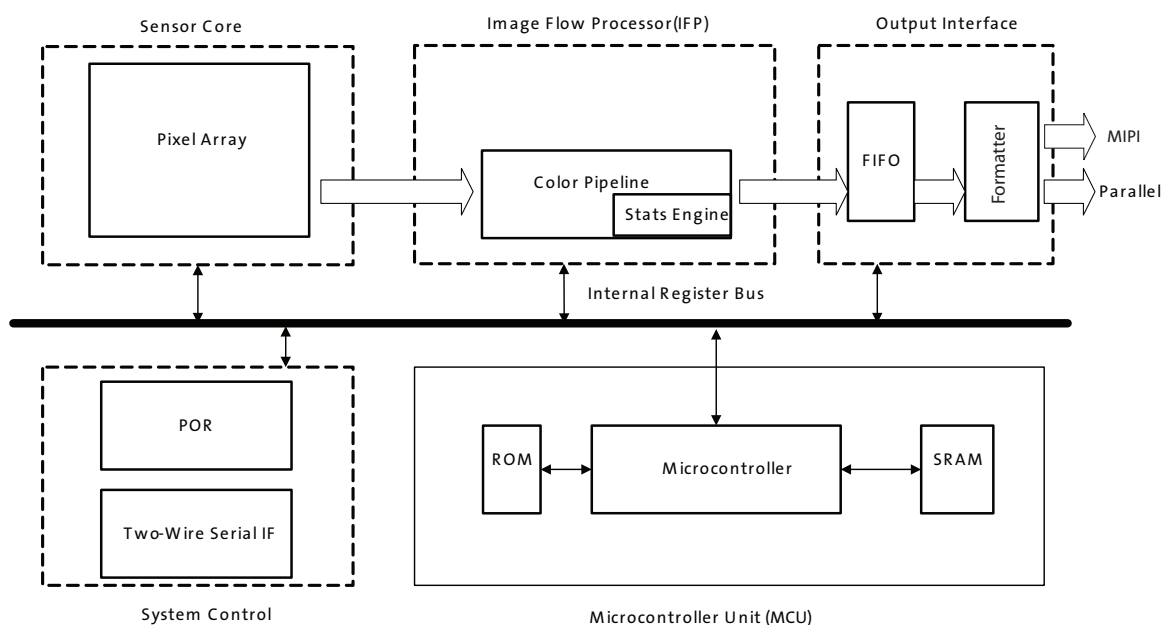 Sensor Core
Image Flow Processor(IFP)
Output Interface
Pixel Array
Color Pipeline
Stats Engine
FIFO
Formatter
MIPI
Parallel
Internal Register Bus
POR
Two-Wire Serial IF
System Control
ROM
Microcontroller
SRAM
Microcontroller Unit (MCU)